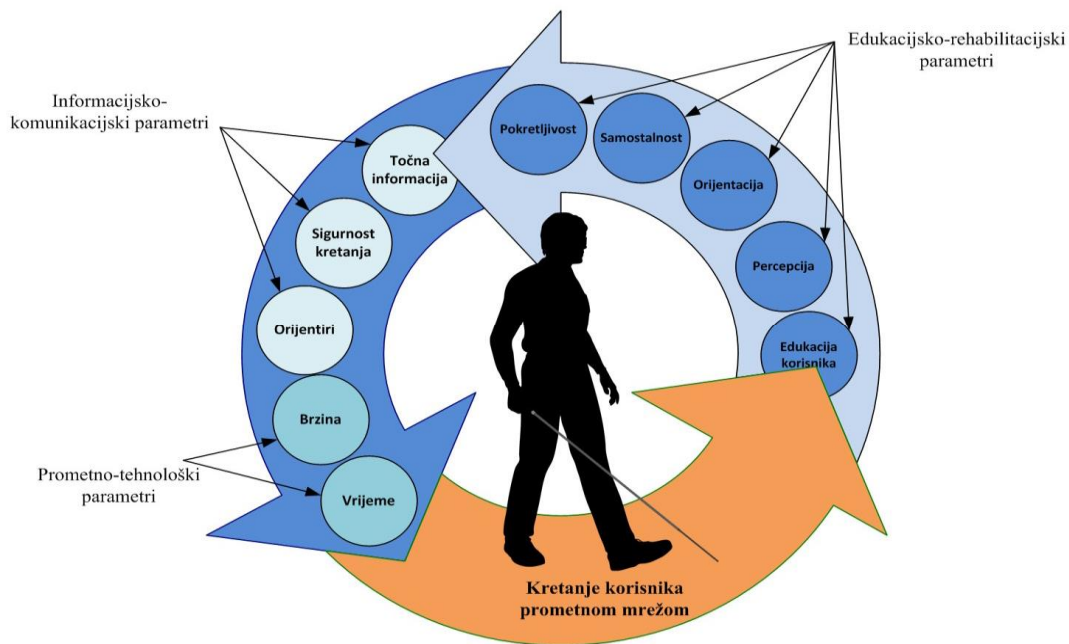 Edukacijsko-rehabilitacijski
parametri
Informacijsko-
komunikacijski parametri
Pokretljivost
Samostalnost
Točna
informacija
Orijentacija
Sigurnost
kretanja
Percepcija
Orijentiri
Edukacija
korisnika
Brzina
Prometno-tehnološki
parametri
Vrijeme
Kretanje korisnika
prometnom mrežom